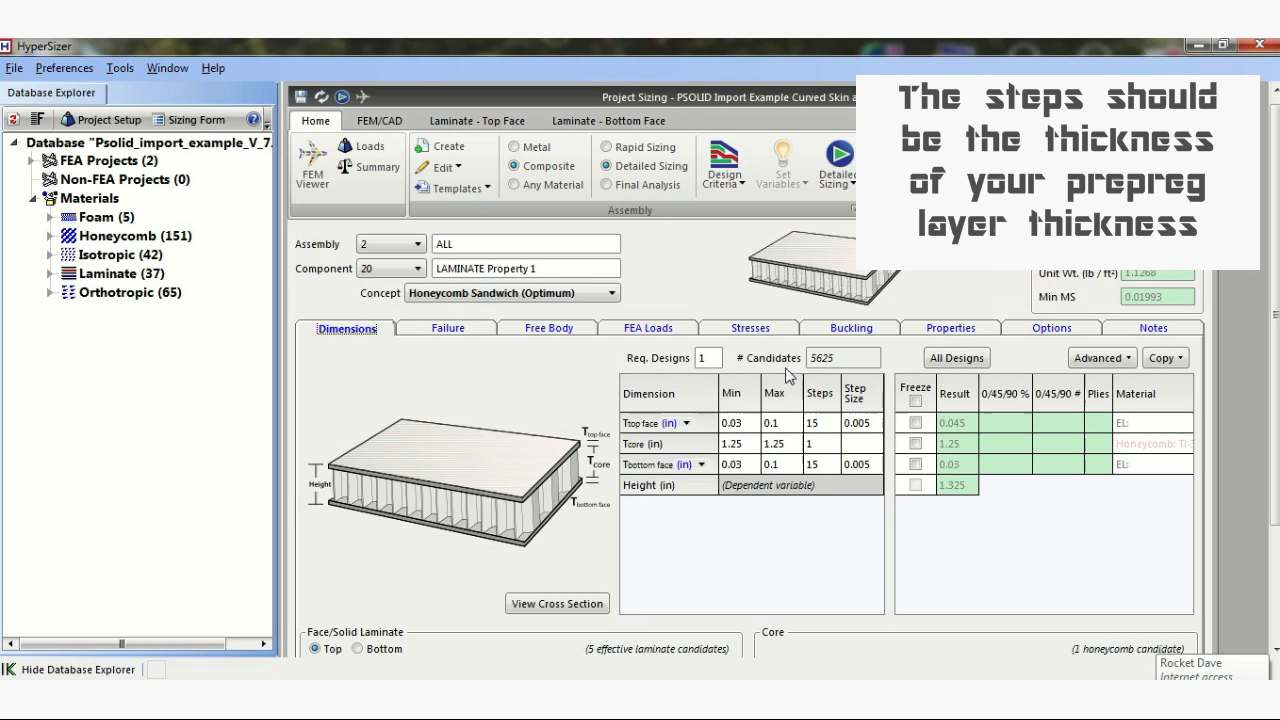 HyperSizer
File Preferences Tools Window Help
Database Explorer
Project Setup Sizing Form
Database "Psolid_import_example_V_7.
FEA Projects (2)
Non-FEA Projects (0)
Materials
Foam (5)
Honeycomb (151)
Isotropic (42)
Laminate (37)
Orthotropic (65)
Hide Database Explorer
Project Sizing - PSOLID Import Example Curved Skin a
Home FEM/CAD Laminate - Top Face Laminate - Bottom Face
FEM Viewer
Loads
Summary
Create
Edit
Templates
Metal
Composite
Any Material
Rapid Sizing
Detailed Sizing
Final Analysis
Design Criteria
Set Variables
Detailed Sizing
Assembly
The steps should
be the thickness
of your prepreg
layer thickness
Assembly 2 ALL
Component 20 LAMINATE Property 1
Concept Honeycomb Sandwich (Optimum)
Unit Wt. (lb / ft²) 1.1268
Min MS 0.01993
Dimensions Failure Free Body FEA Loads Stresses Buckling Properties Options Notes
Req. Designs 1 # Candidates 5625 All Designs Advanced Copy
Dimension Min Max Steps Step Size
Ttop face (in) 0.03 0.1 15 0.005
Tcore (in) 1.25 1.25 1
Tbottom face (in) 0.03 0.1 15 0.005
Height (in) (Dependent variable)
Freeze Result 0/45/90 % 0/45/90 # Plies Material
0.045 EL:
1.25 Honeycomb: Ti-3
0.03 EL:
1.325
Ttop face
Tcore
Tbottom face
Height
View Cross Section
Face/Solid Laminate
Top Bottom (5 effective laminate candidates)
Core
(1 honeycomb candidate)
Rocket Dave
Internet access